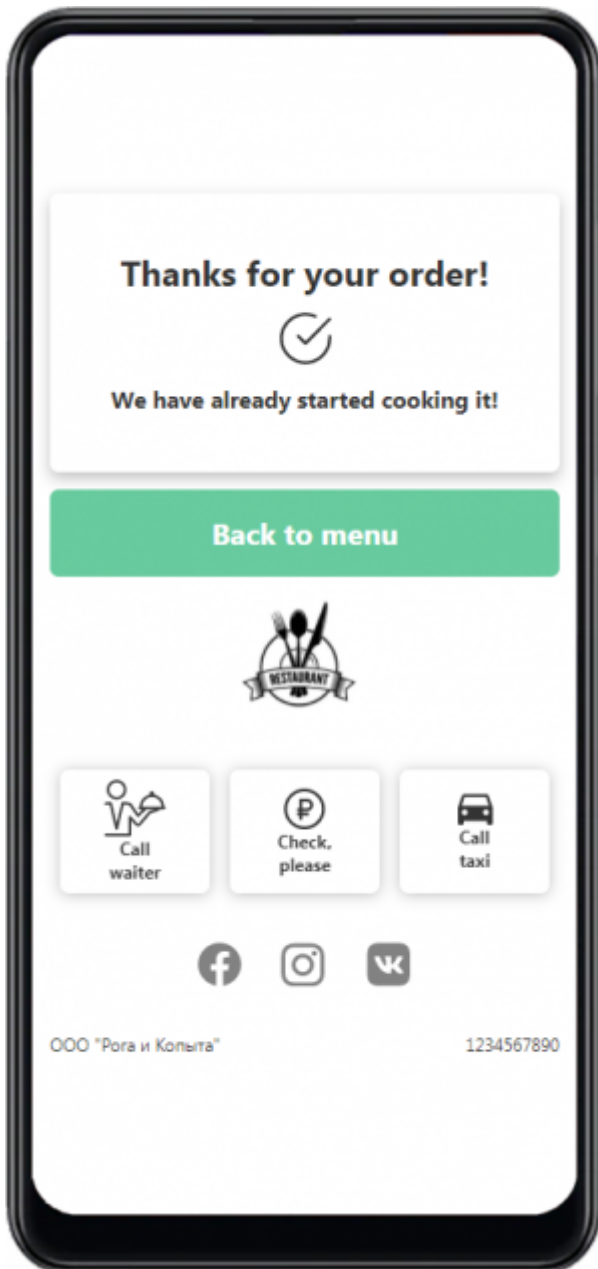 Thanks for your order!
We have already started cooking it!
Back to menu
RESTAURANT
Call
waiter
Check,
please
Call
taxi
ООО "Рога и Копыта"
1234567890